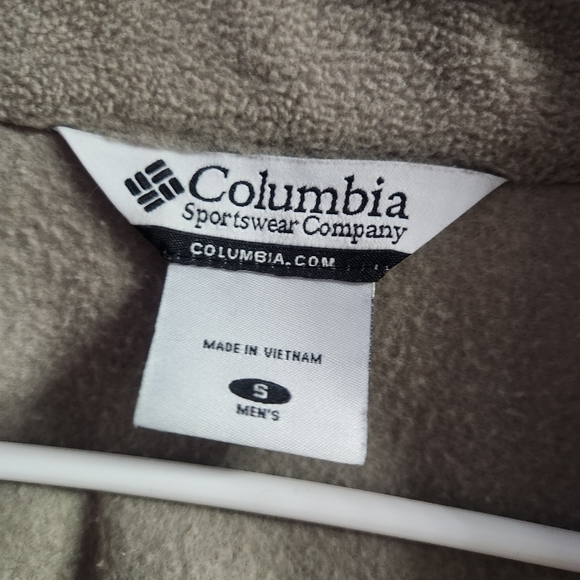 Columbia
Sportswear Company
COLUMBIA.COM
MADE IN VIETNAM
S
MEN'S